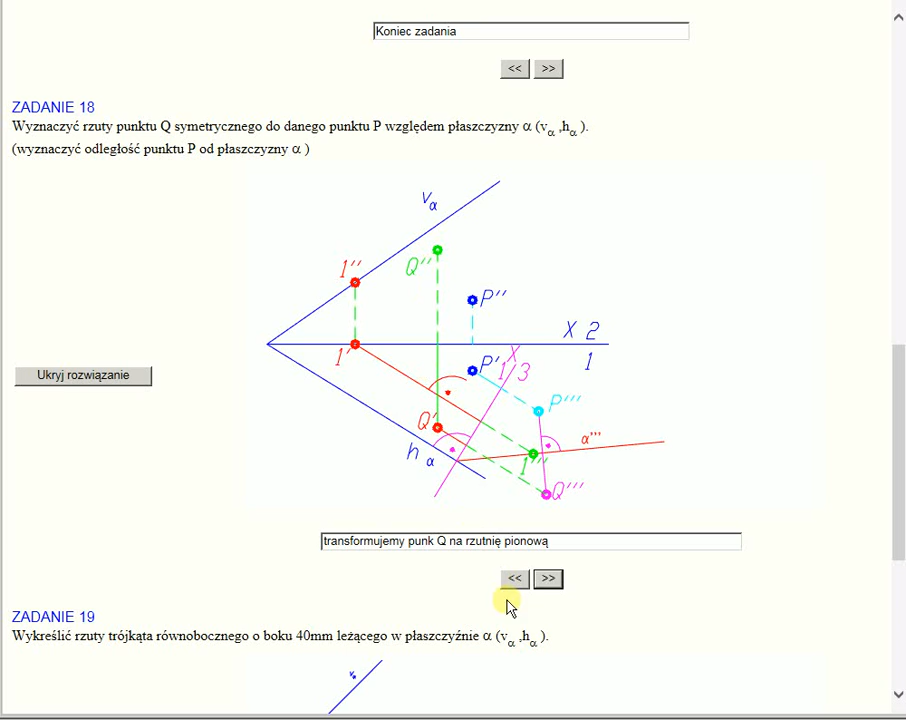 Koniec zadania
<< >>
ZADANIE 18
Wyznaczyć rzuty punktu Q symetrycznego do danego punktu P względem płaszczyzny α (vα ,hα ).
(wyznaczyć odległość punktu P od płaszczyzny α )
vα
1''
Q''
P''
X 2
1
1'
P'
X
1/3
P'''
Q'
hα
α'''
1'''
Q'''
Ukryj rozwiązanie
transformujemy punk Q na rzutnię pionową
<< >>
ZADANIE 19
Wykreślić rzuty trójkąta równobocznego o boku 40mm leżącego w płaszczyźnie α (vα ,hα ).
vα